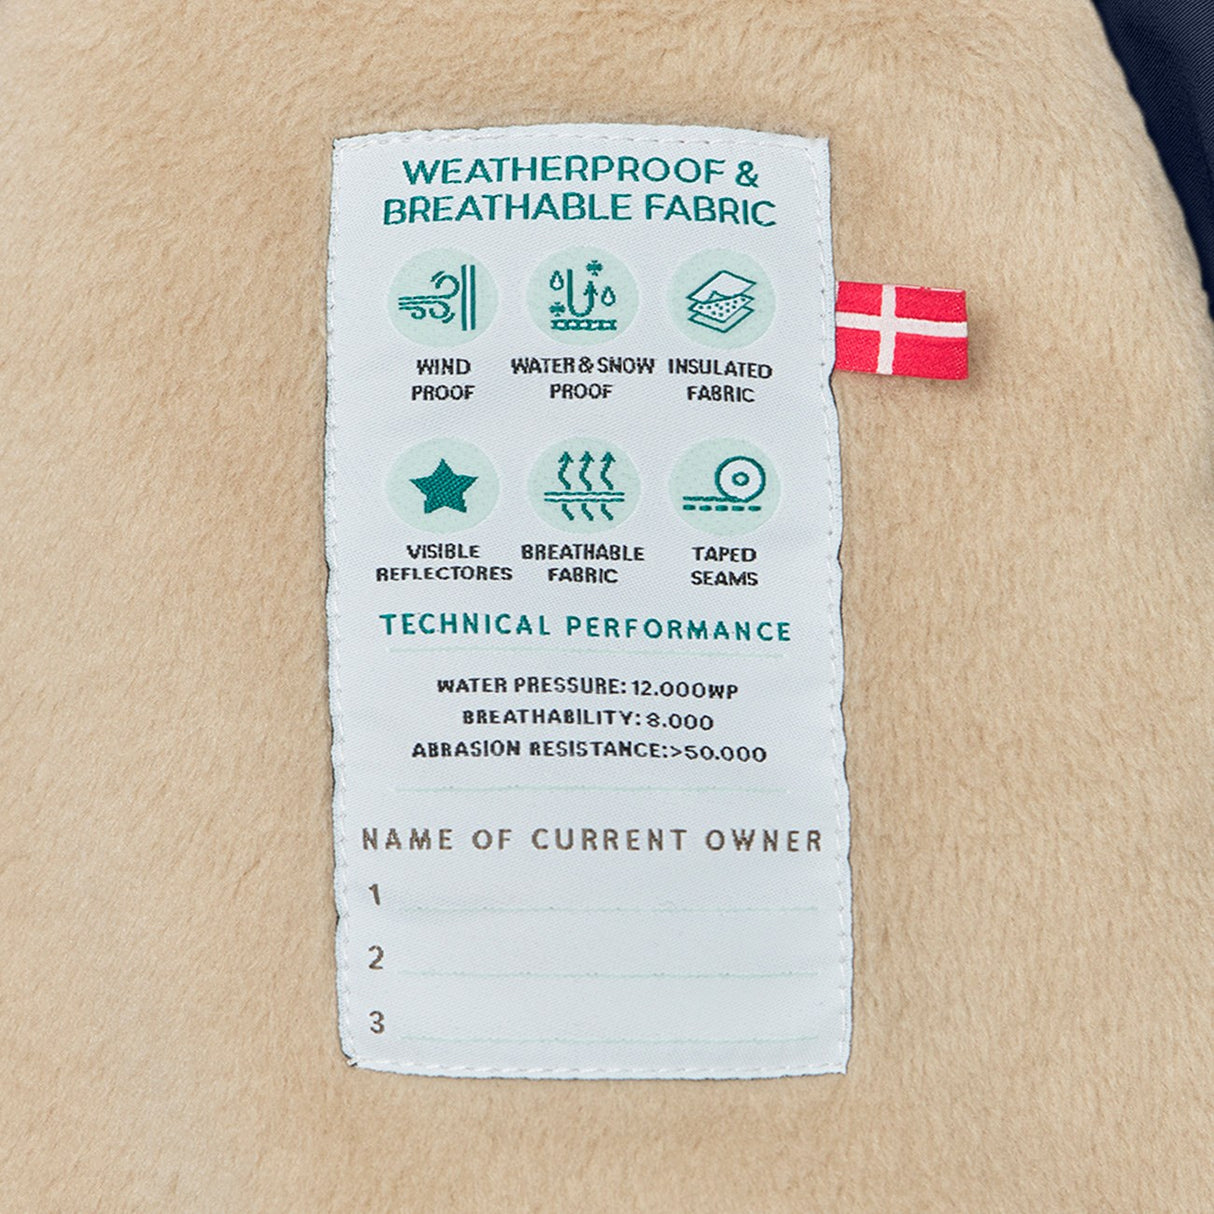 WEATHERPROOF &
BREATHABLE FABRIC
WIND
PROOF
WATER & SNOW
PROOF
INSULATED
FABRIC
VISIBLE
REFLECTORES
BREATHABLE
FABRIC
TAPED
SEAMS
TECHNICAL PERFORMANCE
WATER PRESSURE: 12.000WP
BREATHABILITY: 8.000
ABRASION RESISTANCE:>50.000
NAME OF CURRENT OWNER
1
2
3